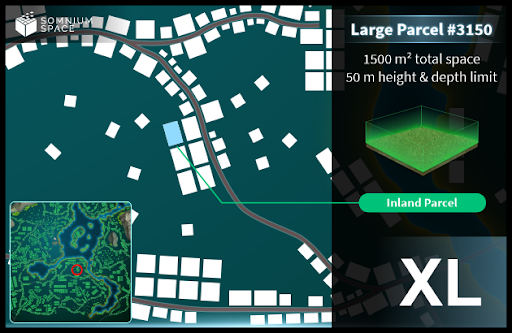 SOMNIUM
SPACE
Large Parcel #3150
1500 m² total space
50 m height & depth limit
Inland Parcel
XL